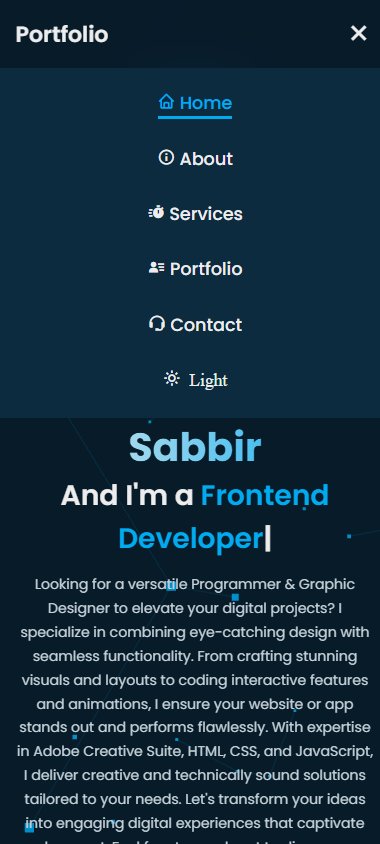 Portfolio
Home
About
Services
Portfolio
Contact
Light
Sabbir
And I'm a Frontend
Developer|
Looking for a versatile Programmer & Graphic
Designer to elevate your digital projects? I
specialize in combining eye-catching design with
seamless functionality. From crafting stunning
visuals and layouts to coding interactive features
and animations, I ensure your website or app
stands out and performs flawlessly. With expertise
in Adobe Creative Suite, HTML, CSS, and JavaScript,
I deliver creative and technically sound solutions
tailored to your needs. Let's transform your ideas
into engaging digital experiences that captivate